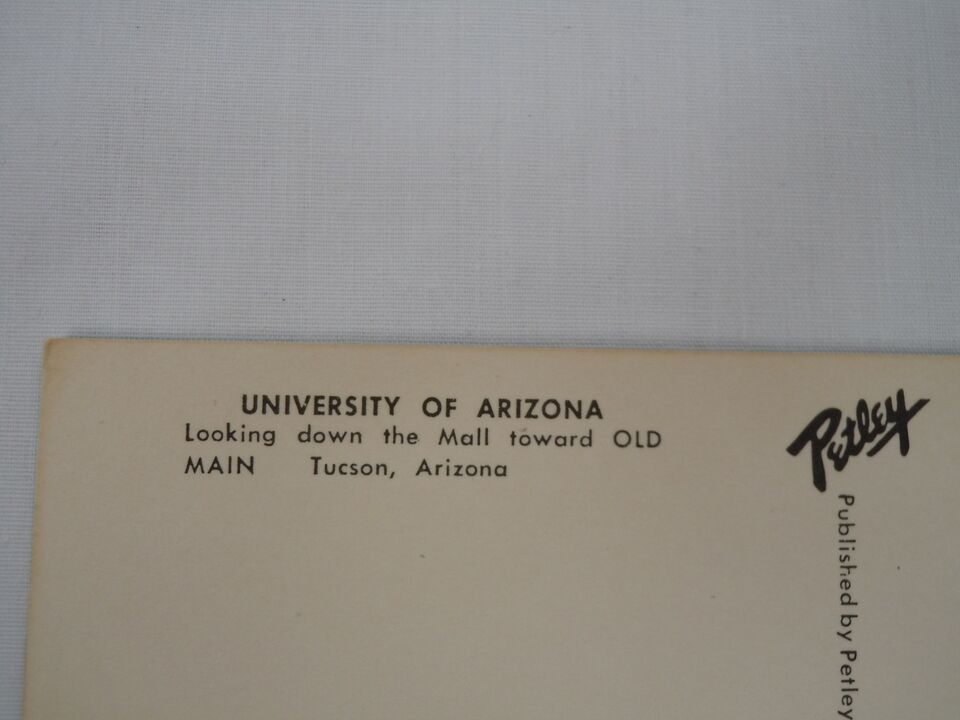 UNIVERSITY OF ARIZONA
Looking down the Mall toward OLD
MAIN Tucson, Arizona
Petley
Published by Petley